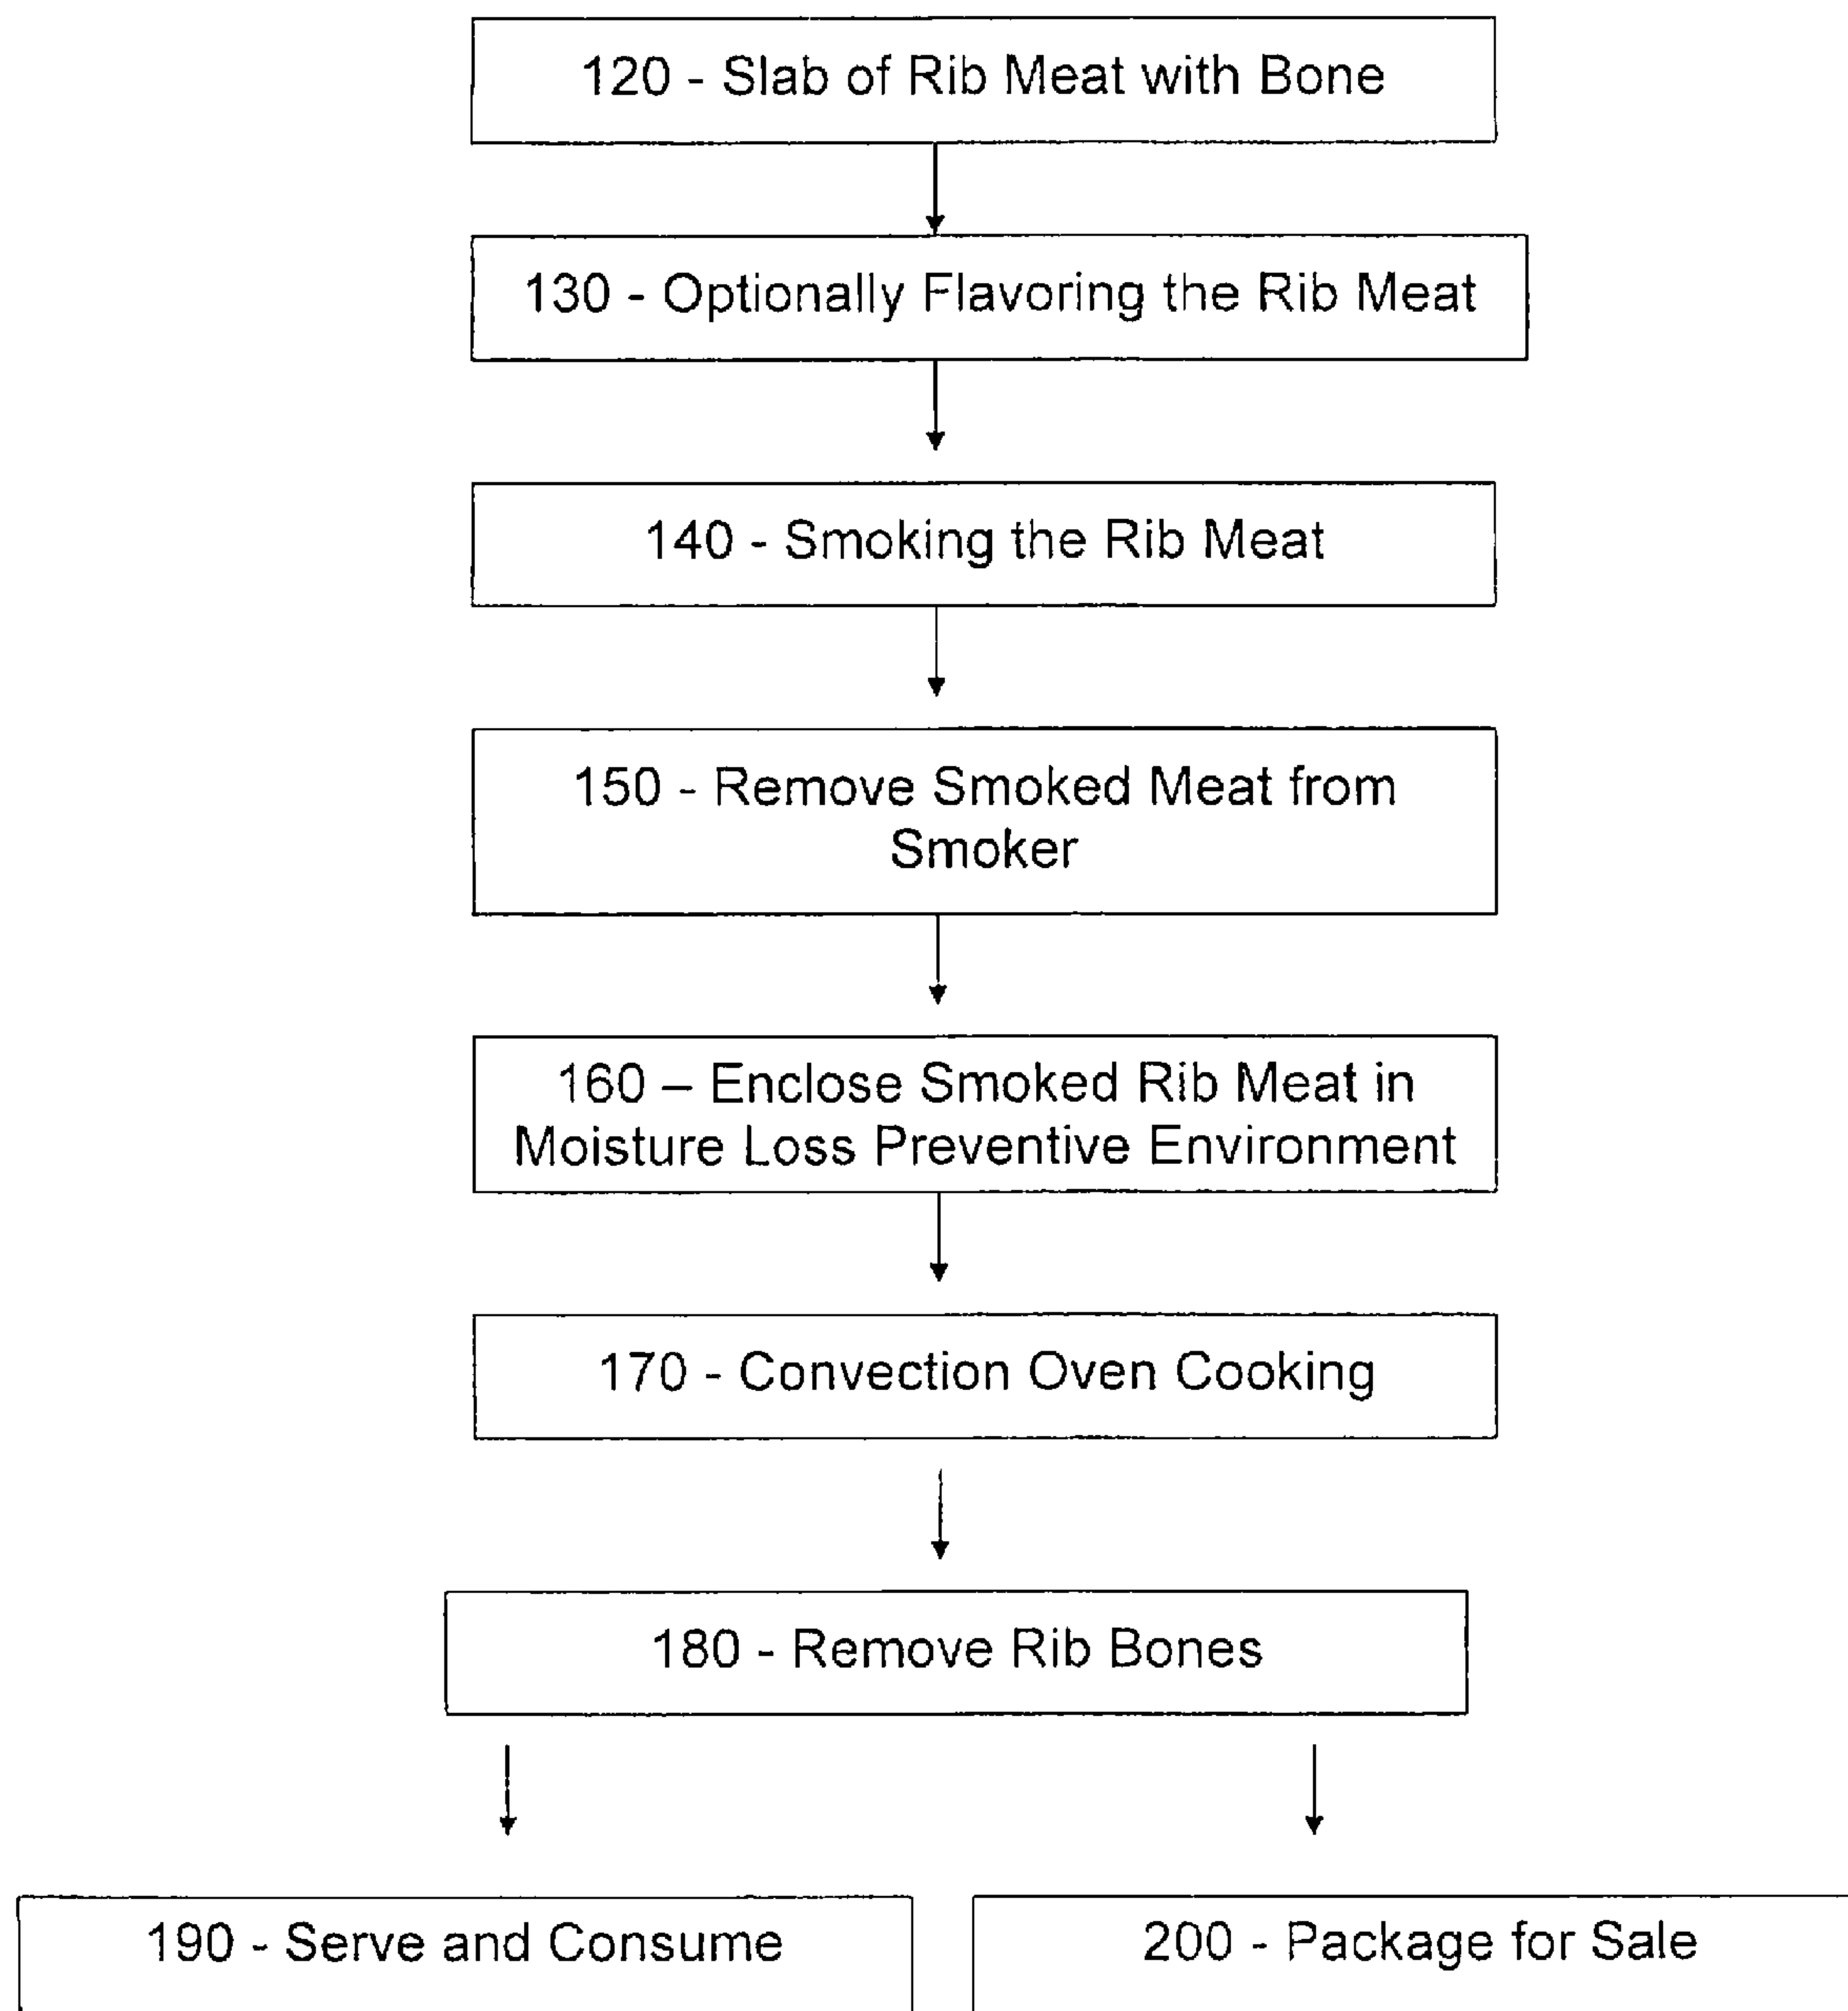 120 - Slab of Rib Meat with Bone
130 - Optionally Flavoring the Rib Meat
140 - Smoking the Rib Meat
150 - Remove Smoked Meat from
Smoker
160 – Enclose Smoked Rib Meat in
Moisture Loss Preventive Environment
170 - Convection Oven Cooking
180 - Remove Rib Bones
190 - Serve and Consume
200 - Package for Sale